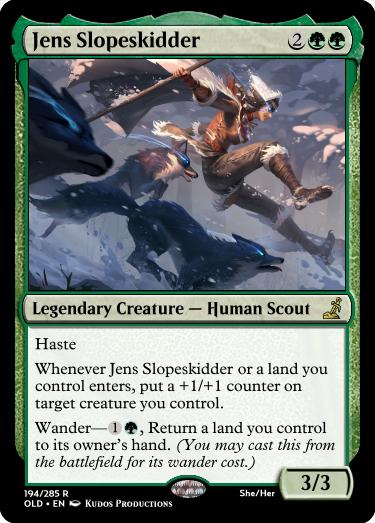 Jens Slopeskidder 2
Legendary Creature — Human Scout
Haste
Whenever Jens Slopeskidder or a land you
control enters, put a +1/+1 counter on
target creature you control.
Wander—1, Return a land you control
to its owner's hand. (You may cast this from
the battlefield for its wander cost.)
3/3
194/285 R She/Her
OLD • EN Kudos Productions